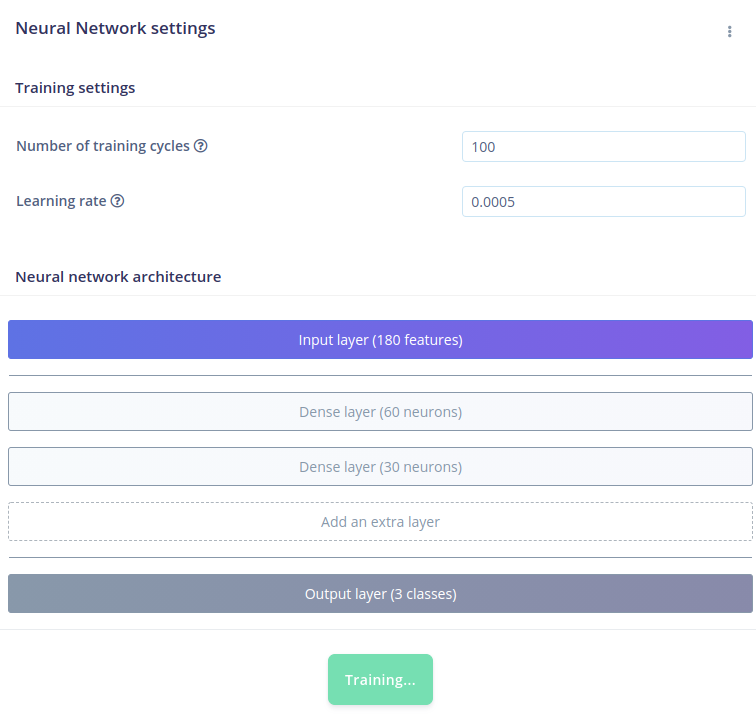 Neural Network settings
Training settings
Number of training cycles
100
Learning rate
0.0005
Neural network architecture
Input layer (180 features)
Dense layer (60 neurons)
Dense layer (30 neurons)
Add an extra layer
Output layer (3 classes)
Training...